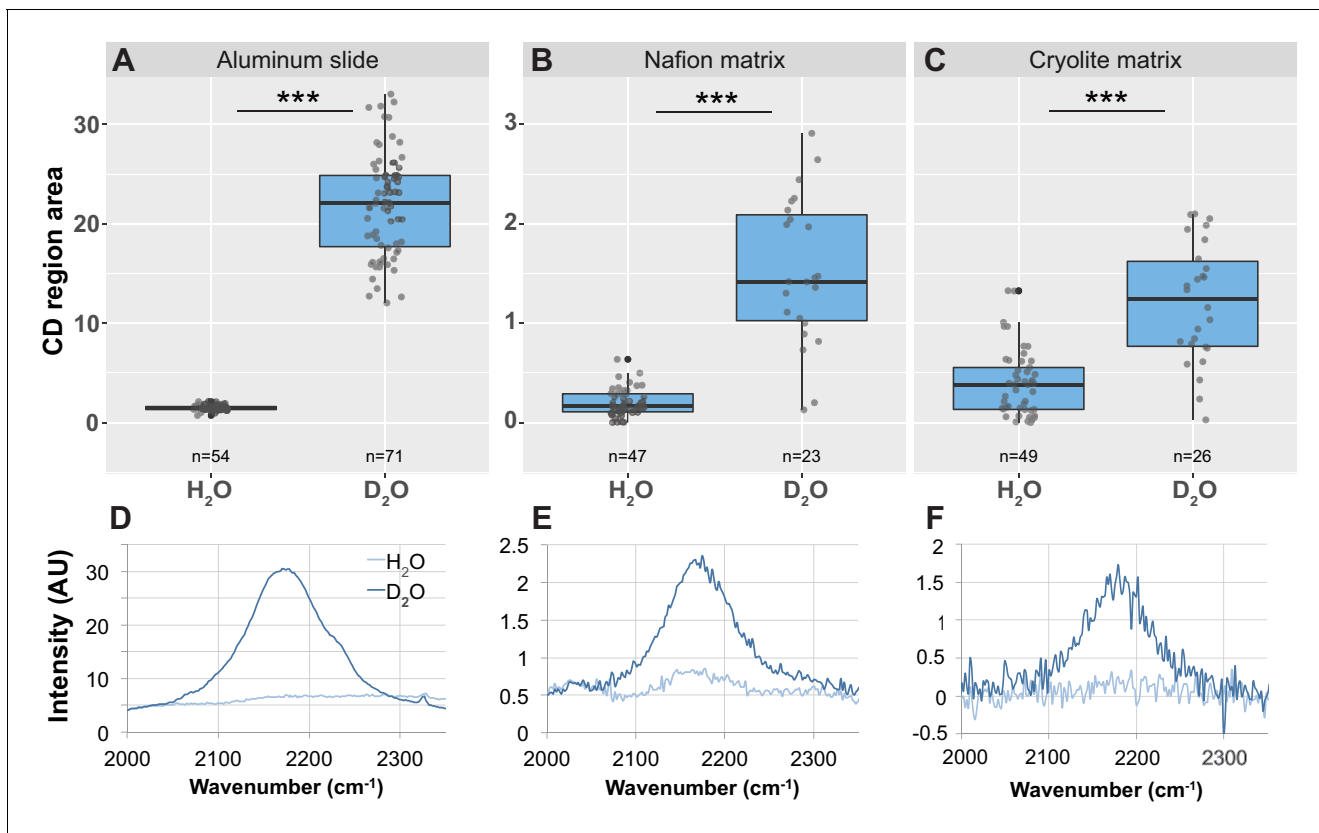 A Aluminum slide
B Nafion matrix
C Cryolite matrix
*** *** ***
CD region area
30
20
10
0
3
2
1
0
n=54 n=71 n=47 n=23 n=49 n=26
H₂O D₂O H₂O D₂O H₂O D₂O
D
Intensity (AU)
30
20
10
0
H₂O
D₂O
2000 2100 2200 2300
Wavenumber (cm⁻¹)
E
2.5
2
1.5
1
0.5
0
2000 2100 2200 2300
Wavenumber (cm⁻¹)
F
2
1.5
1
0.5
0
-0.5
2000 2100 2200 2300
Wavenumber (cm⁻¹)